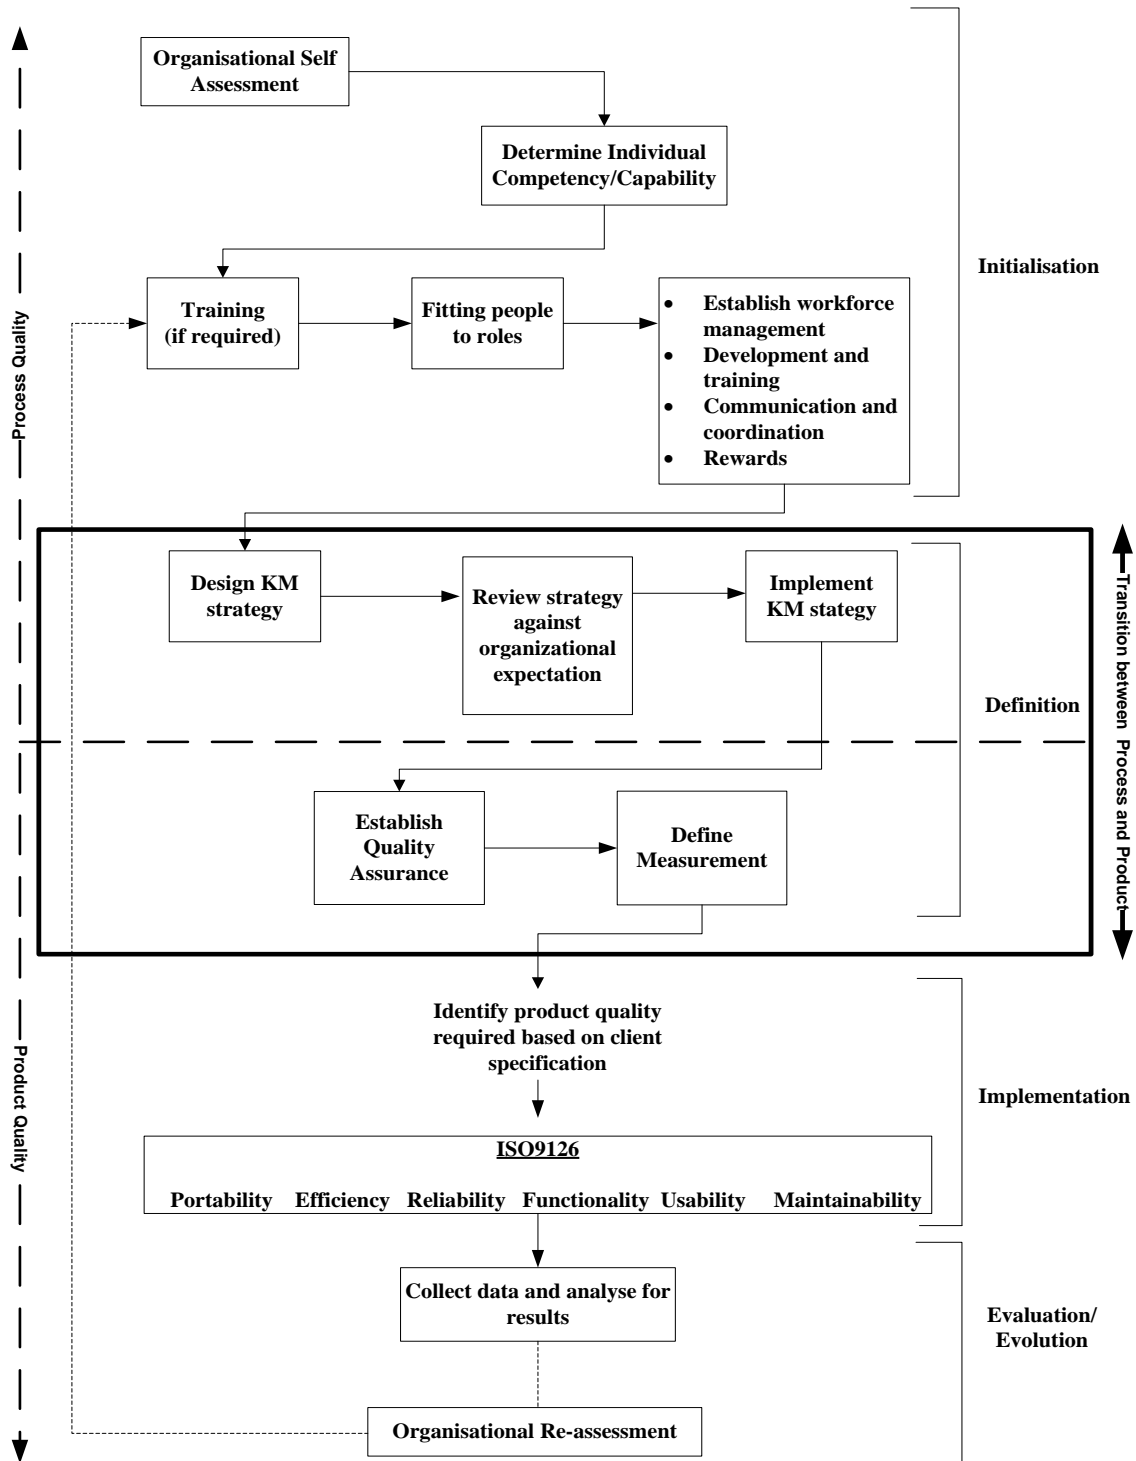 Organisational Self
Assessment
Determine Individual
Competency/Capability
Initialisation
Training
(if required)
Fitting people
to roles
• Establish workforce
management
• Development and
training
• Communication and
coordination
• Rewards
Process Quality
Design KM
strategy
Review strategy
against
organizational
expectation
Implement
KM stategy
Definition
Transition between Process and Product
Establish
Quality
Assurance
Define
Measurement
Identify product quality
required based on client
specification
Implementation
Product Quality
ISO9126
Portability Efficiency Reliability Functionality Usability Maintainability
Collect data and analyse for
results
Evaluation/
Evolution
Organisational Re-assessment